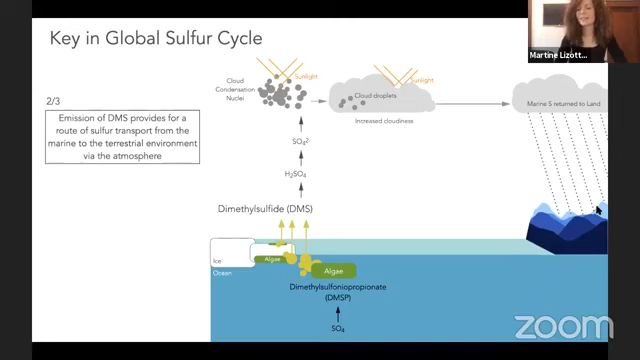 Key in Global Sulfur Cycle
Martine Lizott...
Cloud
Condensation
Nuclei
Sunlight
Sunlight
Cloud droplets
Marine S returned to Land
Increased cloudiness
2/3
Emission of DMS provides for a
route of sulfur transport from the
marine to the terrestrial environment
via the atmosphere
SO₄²⁻
H₂SO₄
Dimethylsulfide (DMS)
Ice
Algae
Ocean
Algae
Dimethylsulfoniopropionate
(DMSP)
SO₄
zoom